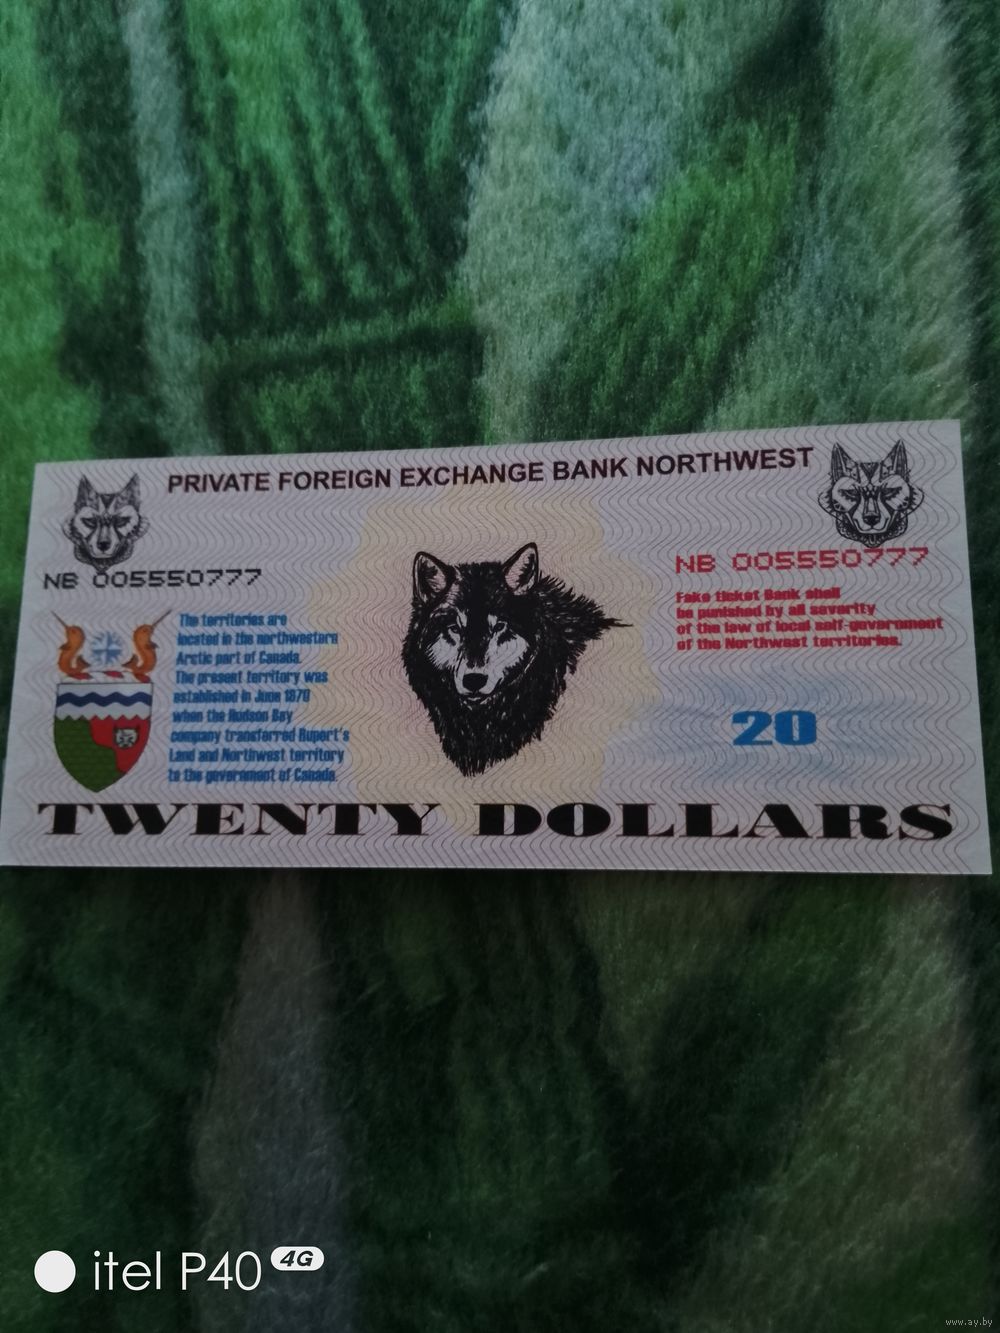 PRIVATE FOREIGN EXCHANGE BANK NORTHWEST
NB 005550777
The territories are
located in the northwestern
Arctic part of Canada.
The present territory was
established in June 1870
when the Hudson Bay
company transferred Rupert's
Land and Northwest territory
to the government of Canada.
NB 005550777
Fake ticket Bank shall
be punished by all severity
of the law of local self-government
of the Northwest territories.
20
TWENTY DOLLARS
itel P40 4G
www.ay.by